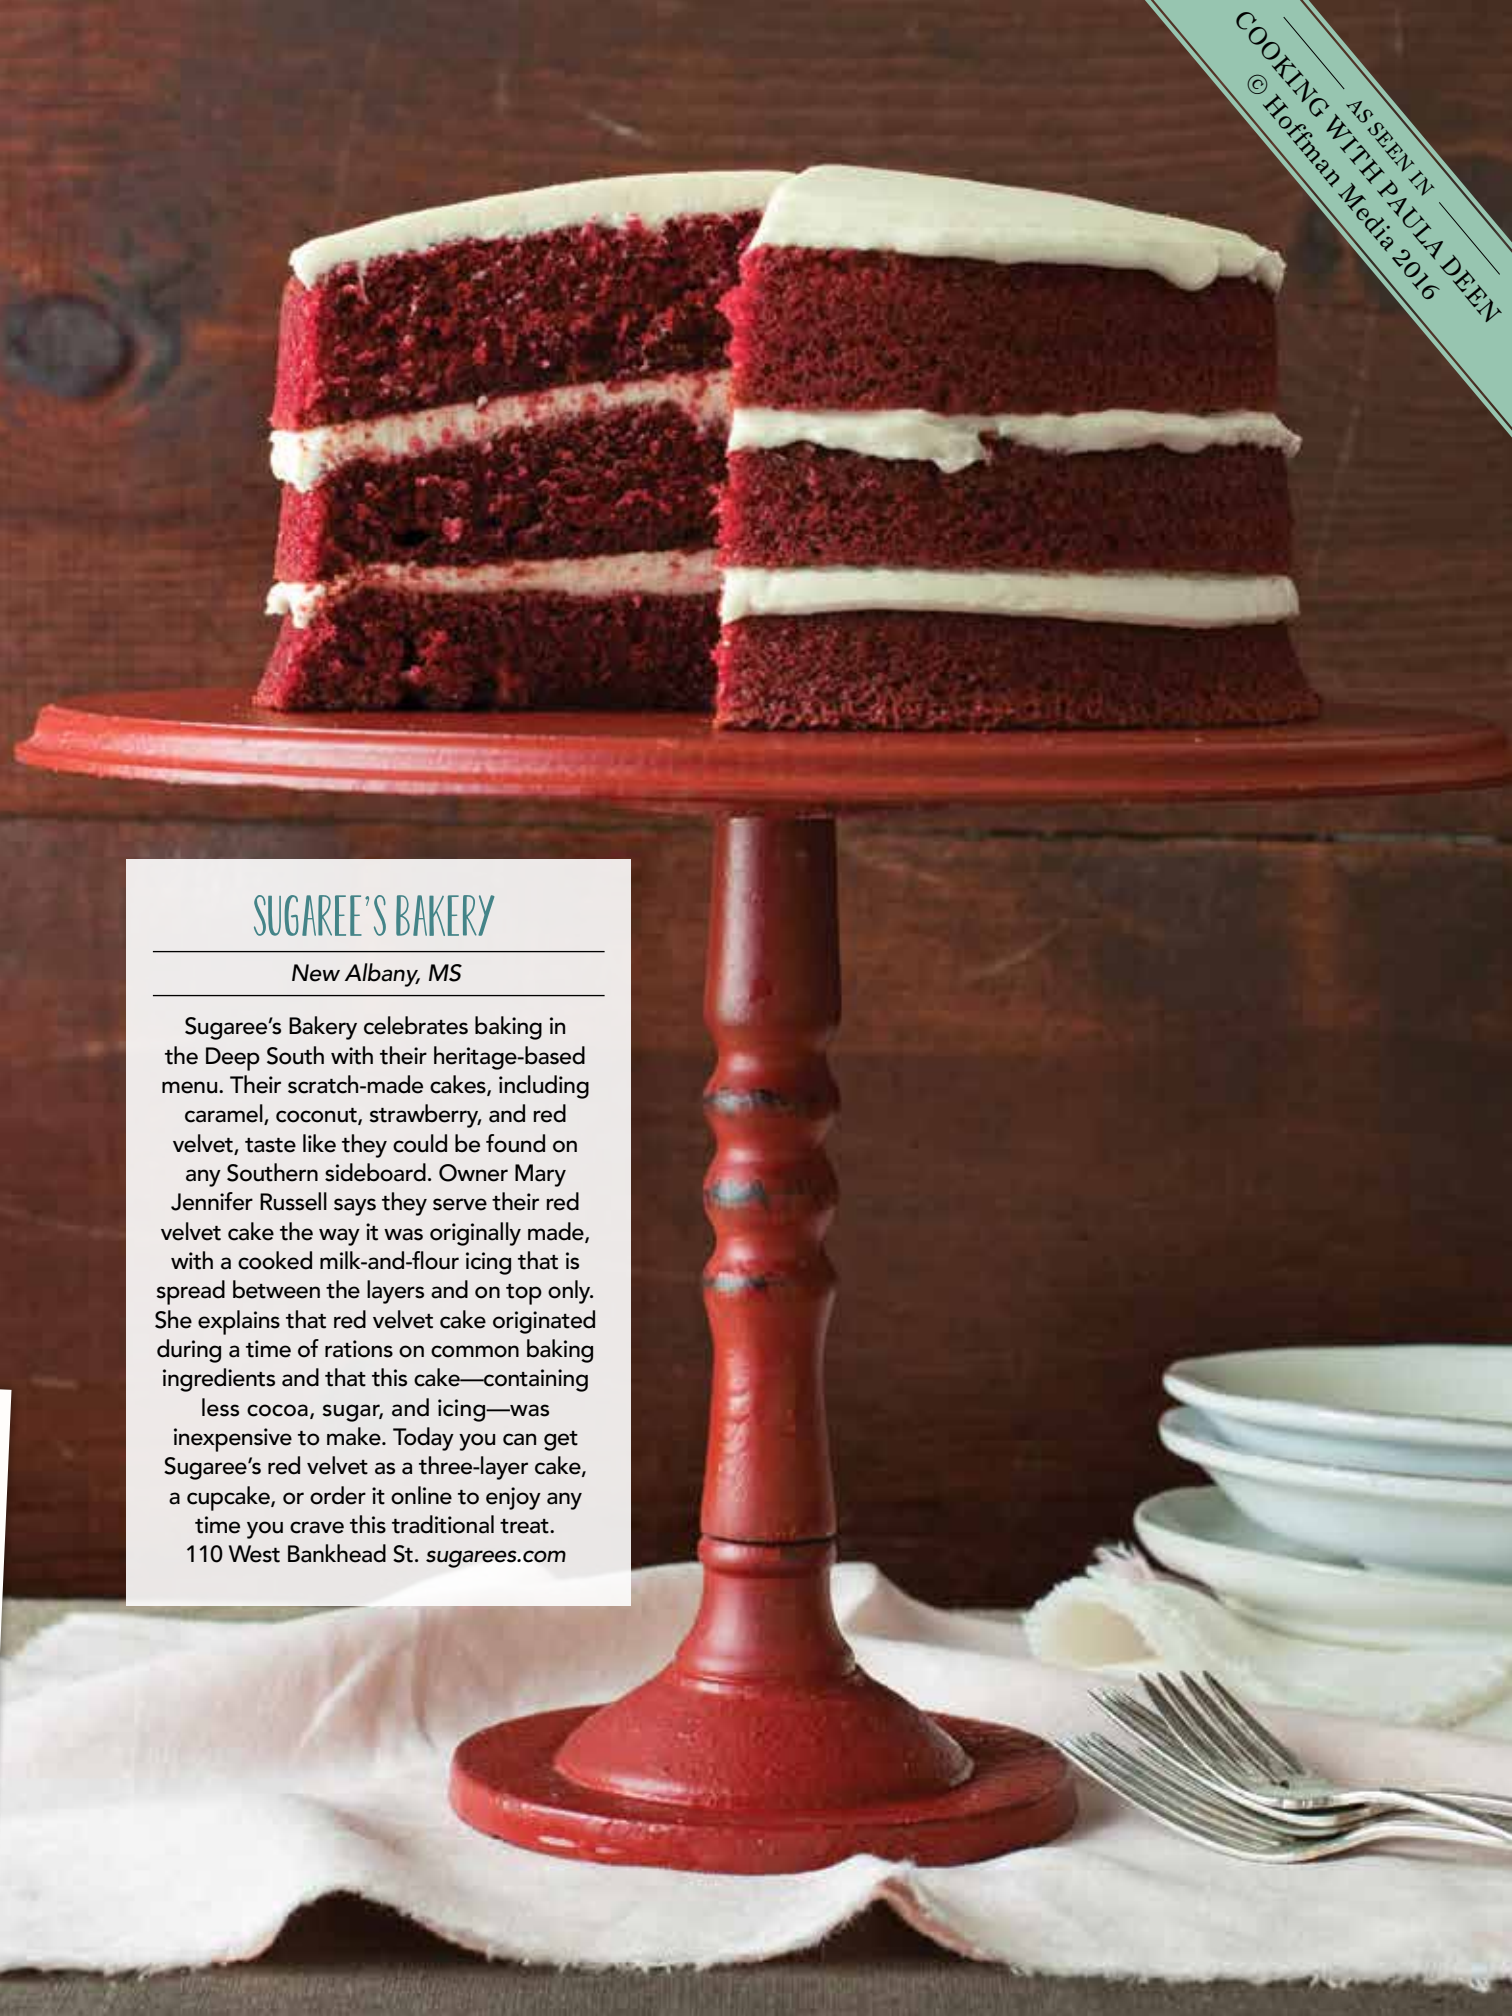 AS SEEN IN
COOKING WITH PAULA DEEN
© Hoffman Media 2016
SUGAREE'S BAKERY
New Albany, MS
Sugaree's Bakery celebrates baking in
the Deep South with their heritage-based
menu. Their scratch-made cakes, including
caramel, coconut, strawberry, and red
velvet, taste like they could be found on
any Southern sideboard. Owner Mary
Jennifer Russell says they serve their red
velvet cake the way it was originally made,
with a cooked milk-and-flour icing that is
spread between the layers and on top only.
She explains that red velvet cake originated
during a time of rations on common baking
ingredients and that this cake—containing
less cocoa, sugar, and icing—was
inexpensive to make. Today you can get
Sugaree's red velvet as a three-layer cake,
a cupcake, or order it online to enjoy any
time you crave this traditional treat.
110 West Bankhead St. sugarees.com